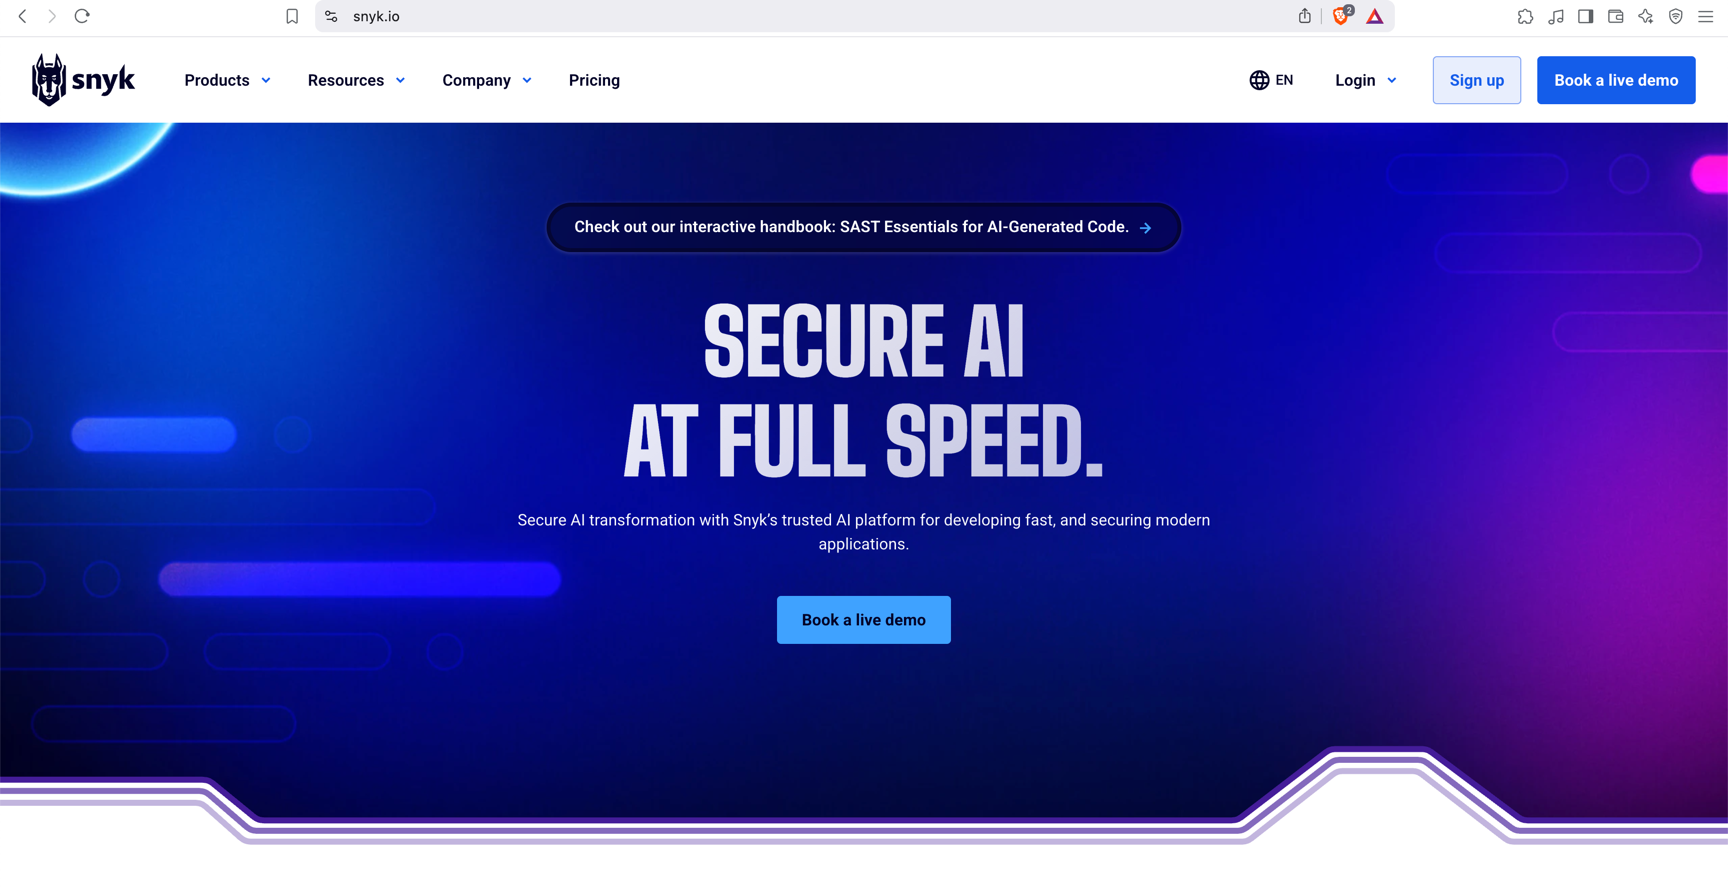 snyk.io
2
snyk
Products
Resources
Company
Pricing
EN
Login
Sign up
Book a live demo
Check out our interactive handbook: SAST Essentials for AI-Generated Code.
SECURE AI
AT FULL SPEED.
Secure AI transformation with Snyk’s trusted AI platform for developing fast, and securing modern
applications.
Book a live demo